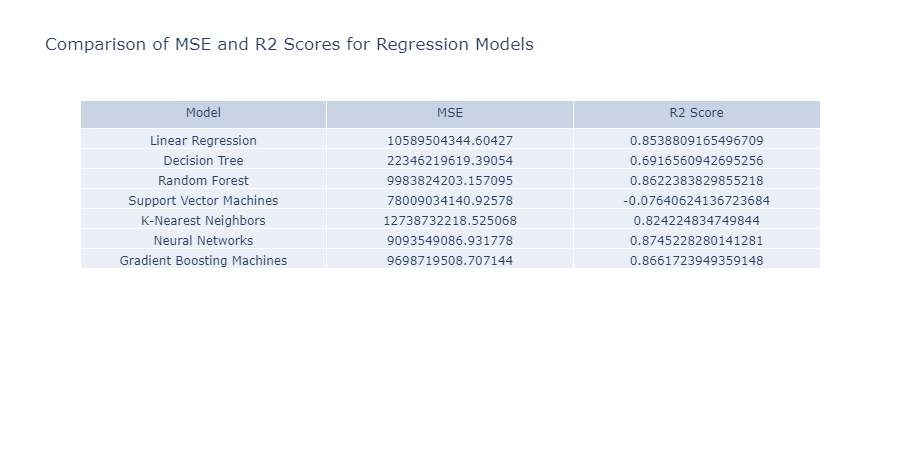 Comparison of MSE and R2 Scores for Regression Models
Model MSE R2 Score
Linear Regression 10589504344.60427 0.8538809165496709
Decision Tree 22346219619.39054 0.6916560942695256
Random Forest 9983824203.157095 0.8622383829855218
Support Vector Machines 78009034140.92578 -0.07640624136723684
K-Nearest Neighbors 12738732218.525068 0.824224834749844
Neural Networks 9093549086.931778 0.8745228280141281
Gradient Boosting Machines 9698719508.707144 0.8661723949359148